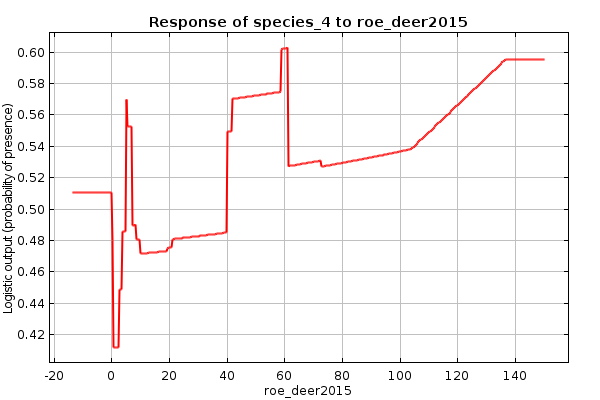 Response of species_4 to roe_deer2015
Logistic output (probability of presence)
0.60
0.58
0.56
0.54
0.52
0.50
0.48
0.46
0.44
0.42
-20 0 20 40 60 80 100 120 140
roe_deer2015